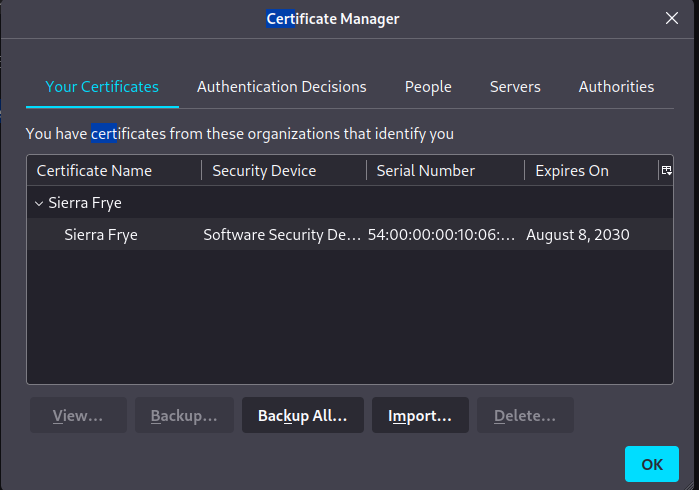 Certificate Manager
Your Certificates Authentication Decisions People Servers Authorities
You have certificates from these organizations that identify you
Certificate Name Security Device Serial Number Expires On
Sierra Frye
Sierra Frye Software Security De... 54:00:00:00:10:06:... August 8, 2030
View... Backup... Backup All... Import... Delete...
OK